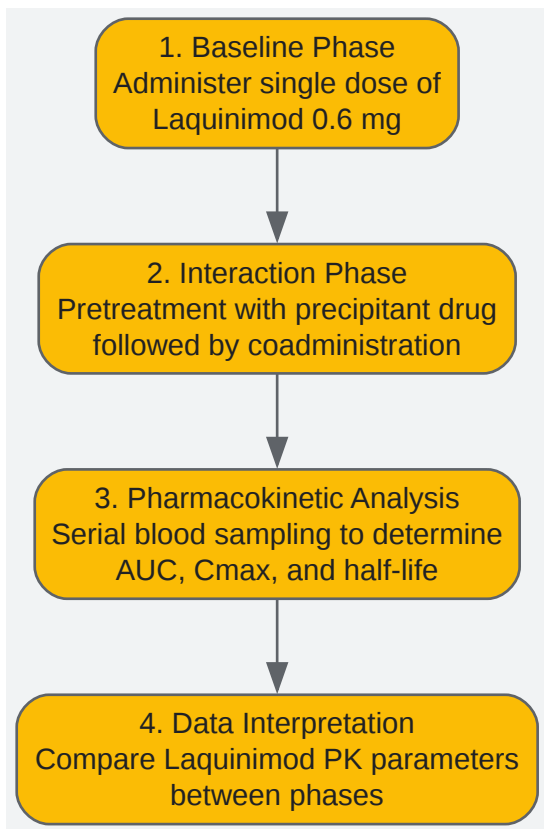 1. Baseline Phase
Administer single dose of
Laquinimod 0.6 mg
2. Interaction Phase
Pretreatment with precipitant drug
followed by coadministration
3. Pharmacokinetic Analysis
Serial blood sampling to determine
AUC, Cmax, and half-life
4. Data Interpretation
Compare Laquinimod PK parameters
between phases